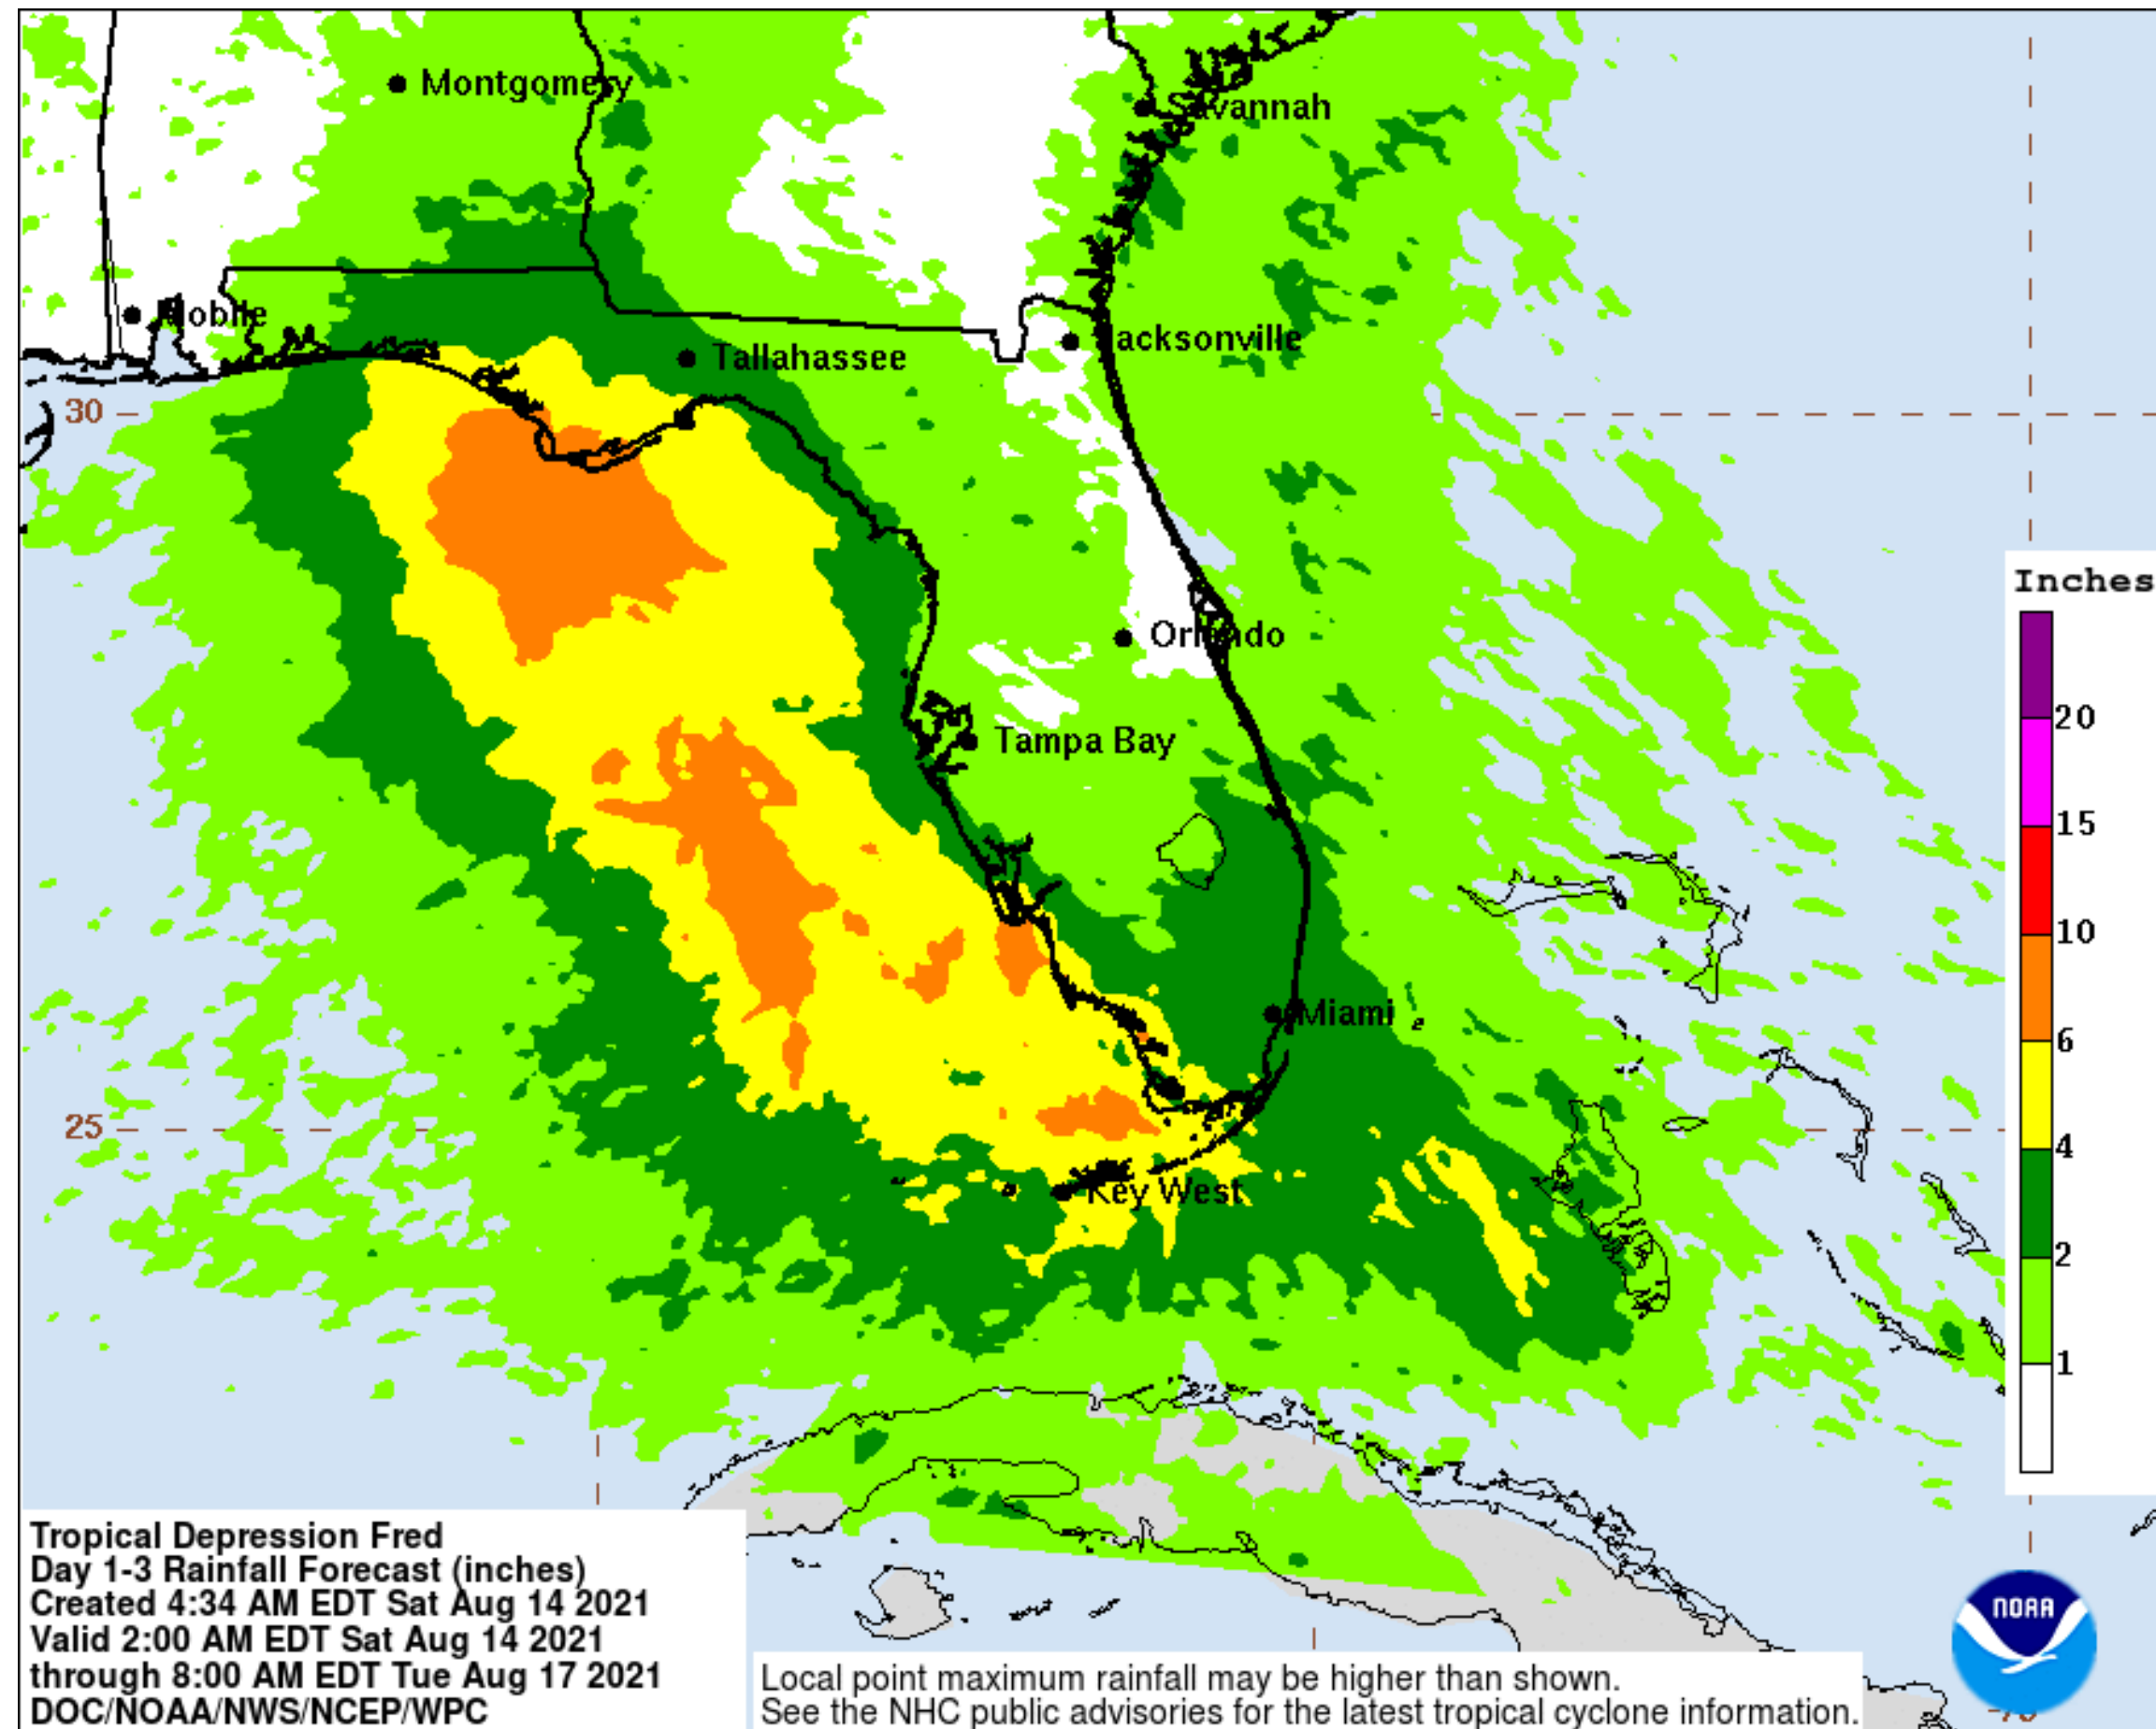 Montgomery
Savannah
Mobile
Jacksonville
Tallahassee
30
Inches
Orlando
20
Tampa Bay
15
10
Miami
6
25
4
Key West
2
1
Tropical Depression Fred
Day 1-3 Rainfall Forecast (inches)
Created 4:34 AM EDT Sat Aug 14 2021
Valid 2:00 AM EDT Sat Aug 14 2021
through 8:00 AM EDT Tue Aug 17 2021
DOC/NOAA/NWS/NCEP/WPC
NOAA
Local point maximum rainfall may be higher than shown.
See the NHC public advisories for the latest tropical cyclone information.